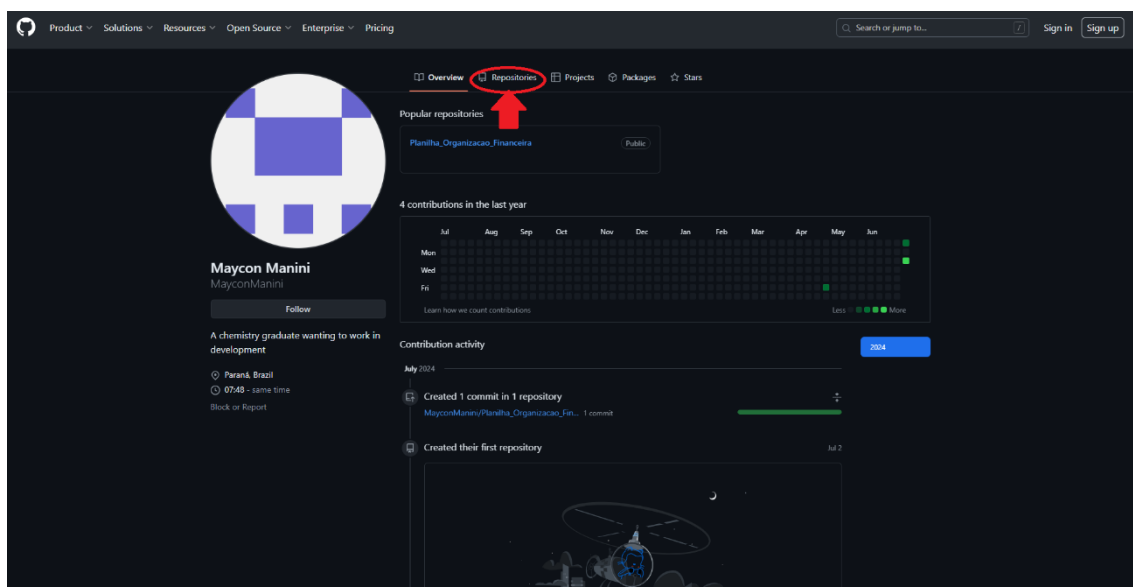 Product Solutions Resources Open Source Enterprise Pricing
Search or jump to... /
Sign in Sign up
Overview Repositories Projects Packages Stars
Popular repositories
Planilha_Organizacao_Financeira Public
4 contributions in the last year
Jul Aug Sep Oct Nov Dec Jan Feb Mar Apr May Jun
Mon
Wed
Fri
Learn how we count contributions Less More
Maycon Manini
MayconManini
Follow
A chemistry graduate wanting to work in
development
Paraná, Brazil
07:48 - same time
Block or Report
Contribution activity 2024
July 2024
Created 1 commit in 1 repository
MayconManini/Planilha_Organizacao_Fin... 1 commit
Created their first repository Jul 2